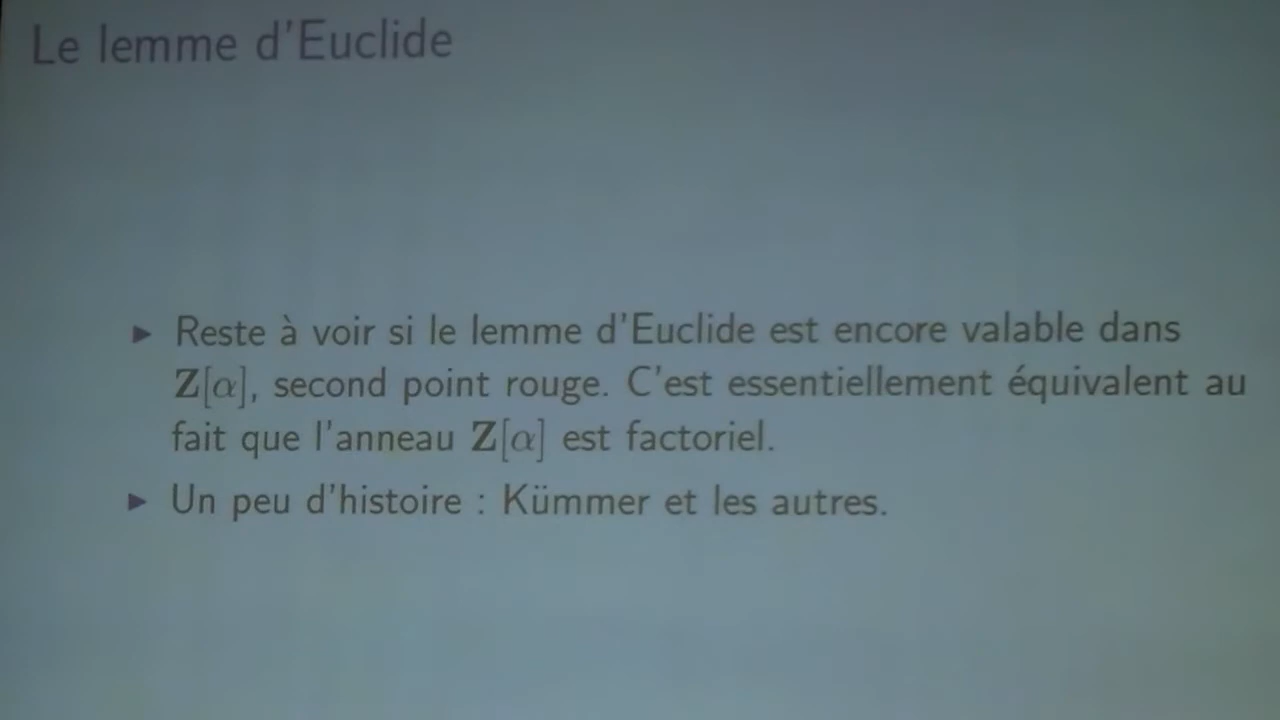 Le lemme d'Euclide
► Reste à voir si le lemme d'Euclide est encore valable dans
Z[α], second point rouge. C'est essentiellement équivalent au
fait que l'anneau Z[α] est factoriel.
► Un peu d'histoire : Kümmer et les autres.